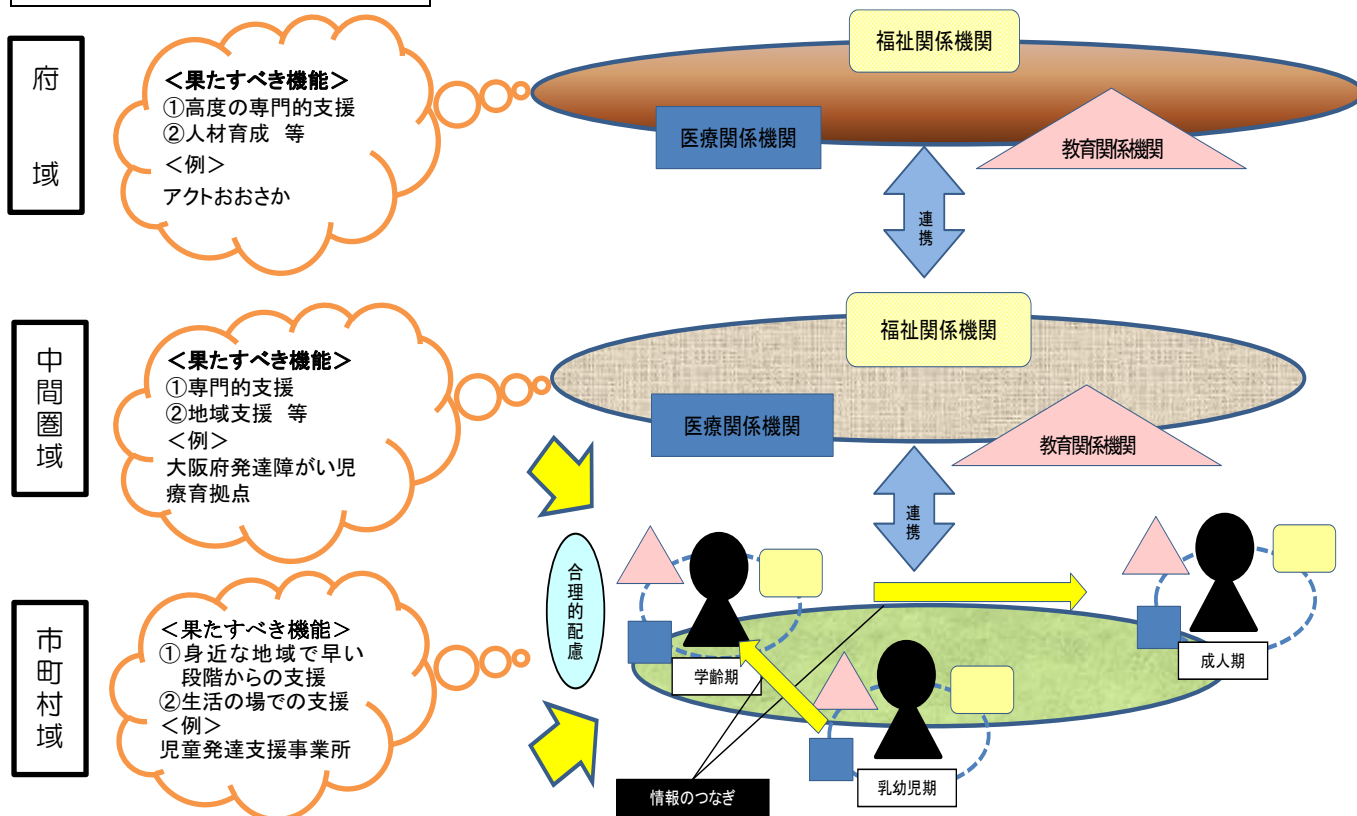 府域
<果たすべき機能>
①高度の専門的支援
②人材育成 等
<例>
アクトおおさか
福祉関係機関
医療関係機関
教育関係機関
連携
中間圏域
<果たすべき機能>
①専門的支援
②地域支援 等
<例>
大阪府発達障がい児
療育拠点
福祉関係機関
医療関係機関
教育関係機関
連携
市町村域
<果たすべき機能>
①身近な地域で早い
段階からの支援
②生活の場での支援
<例>
児童発達支援事業所
合理的配慮
学齢期
成人期
乳幼児期
情報のつなぎ